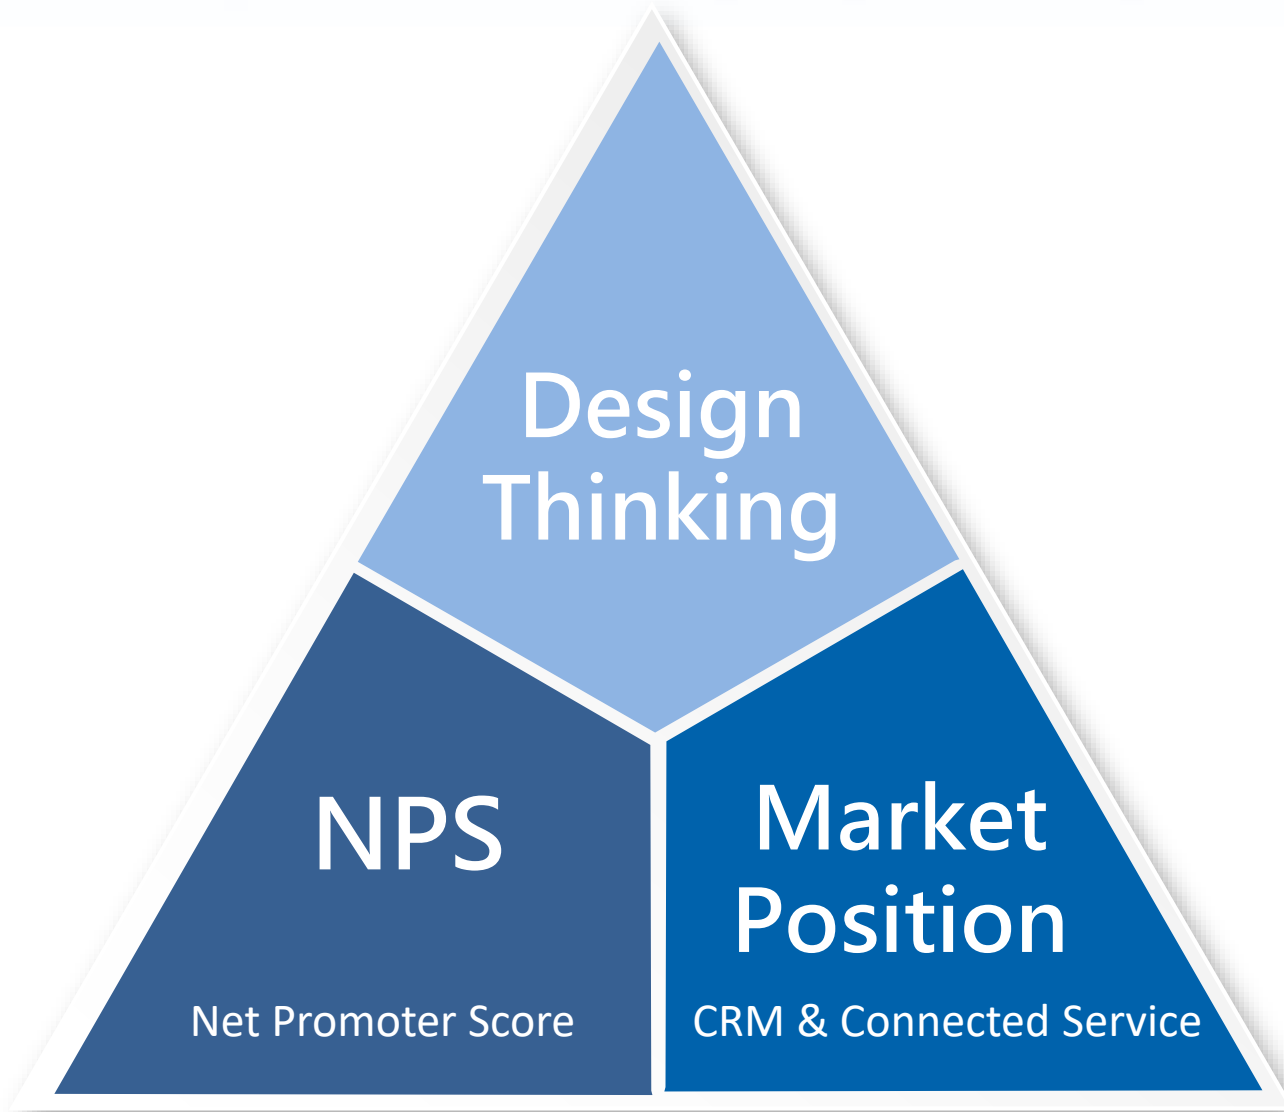 Design
Thinking
NPS
Net Promoter Score
Market
Position
CRM & Connected Service